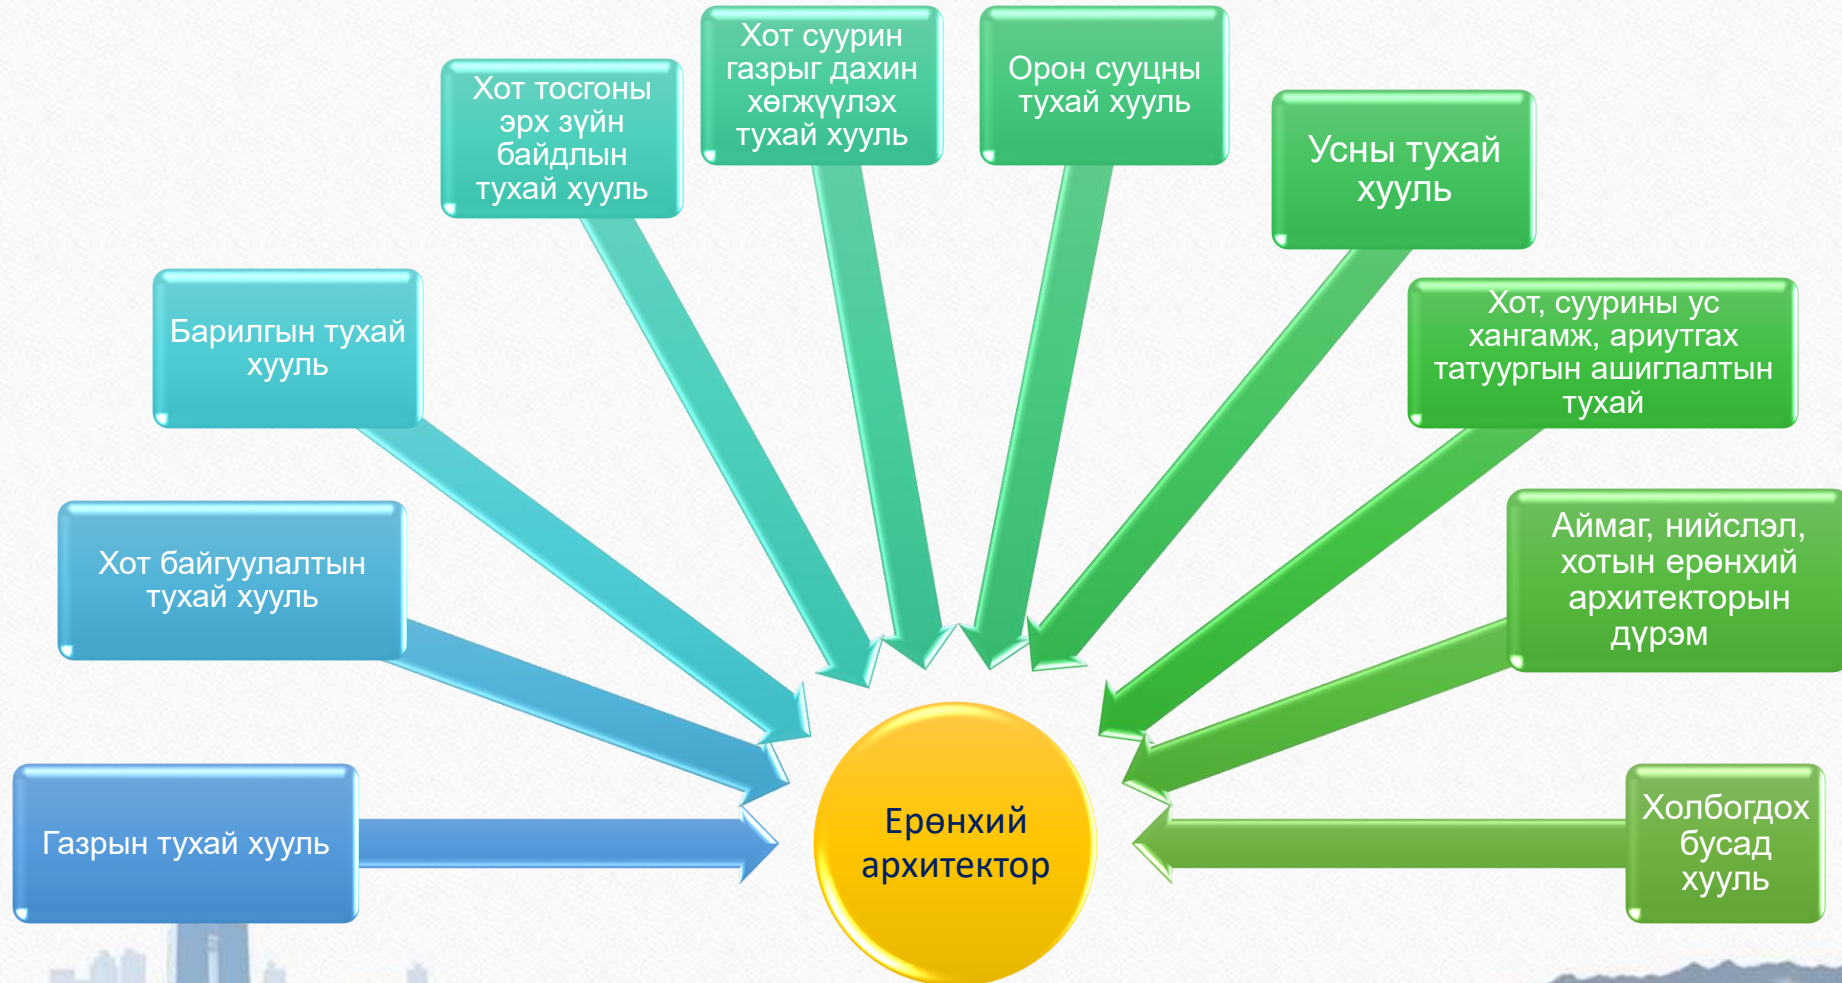 Хот суурин
газрыг дахин
хөгжүүлэх
тухай хууль
Орон сууцны
тухай хууль
Хот тосгоны
эрх зүйн
байдлын
тухай хууль
Усны тухай
хууль
Барилгын тухай
хууль
Хот, суурины ус
хангамж, ариутгах
татуургын ашиглалтын
тухай
Хот байгуулалтын
тухай хууль
Аймаг, нийслэл,
хотын ерөнхий
архитекторын
дүрэм
Газрын тухай хууль
Ерөнхий
архитектор
Холбогдох
бусад
хууль